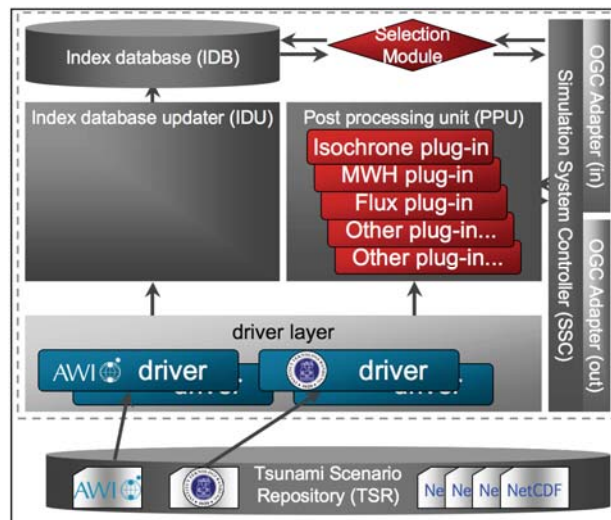 Index database (IDB)
Selection
Module
Index database updater (IDU)
Post processing unit (PPU)
Isochrone plug-in
MWH plug-in
Flux plug-in
Other plug-in...
Other plug-in...
Simulation System Controller (SSC)
OGC Adapter (in)
OGC Adapter (out)
driver layer
AWI driver
driver
driver
driver
AWI
Tsunami Scenario
Repository (TSR)
Ne Ne Ne NetCDF